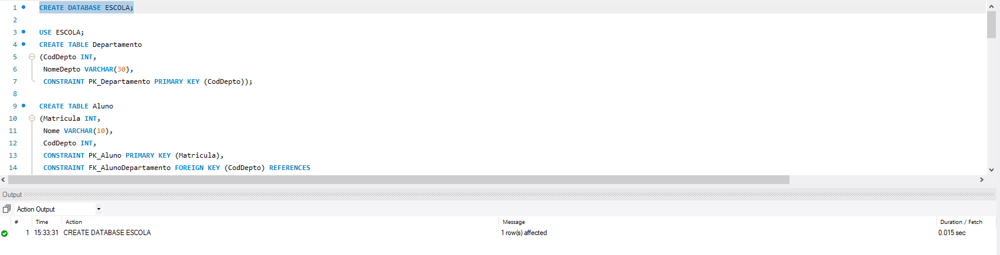 1 CREATE DATABASE ESCOLA;
2
3 USE ESCOLA;
4 CREATE TABLE Departamento
5 (CodDepto INT,
6 NomeDepto VARCHAR(30),
7 CONSTRAINT PK_Departamento PRIMARY KEY (CodDepto));
8
9 CREATE TABLE Aluno
10 (Matricula INT,
11 Nome VARCHAR(10),
12 CodDepto INT,
13 CONSTRAINT PK_Aluno PRIMARY KEY (Matricula),
14 CONSTRAINT FK_AlunoDepartamento FOREIGN KEY (CodDepto) REFERENCES
Output
Action Output
# Time Action Message Duration / Fetch
1 15:33:31 CREATE DATABASE ESCOLA 1 row(s) affected 0.015 sec